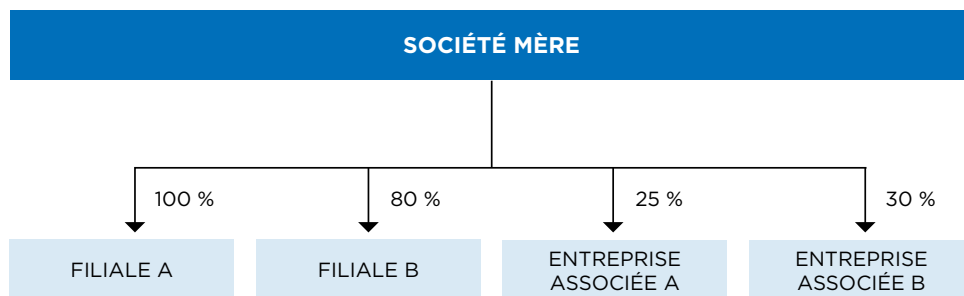 SOCIÉTÉ MÈRE
100 %
80 %
25 %
30 %
FILIALE A
FILIALE B
ENTREPRISE
ASSOCIÉE A
ENTREPRISE
ASSOCIÉE B